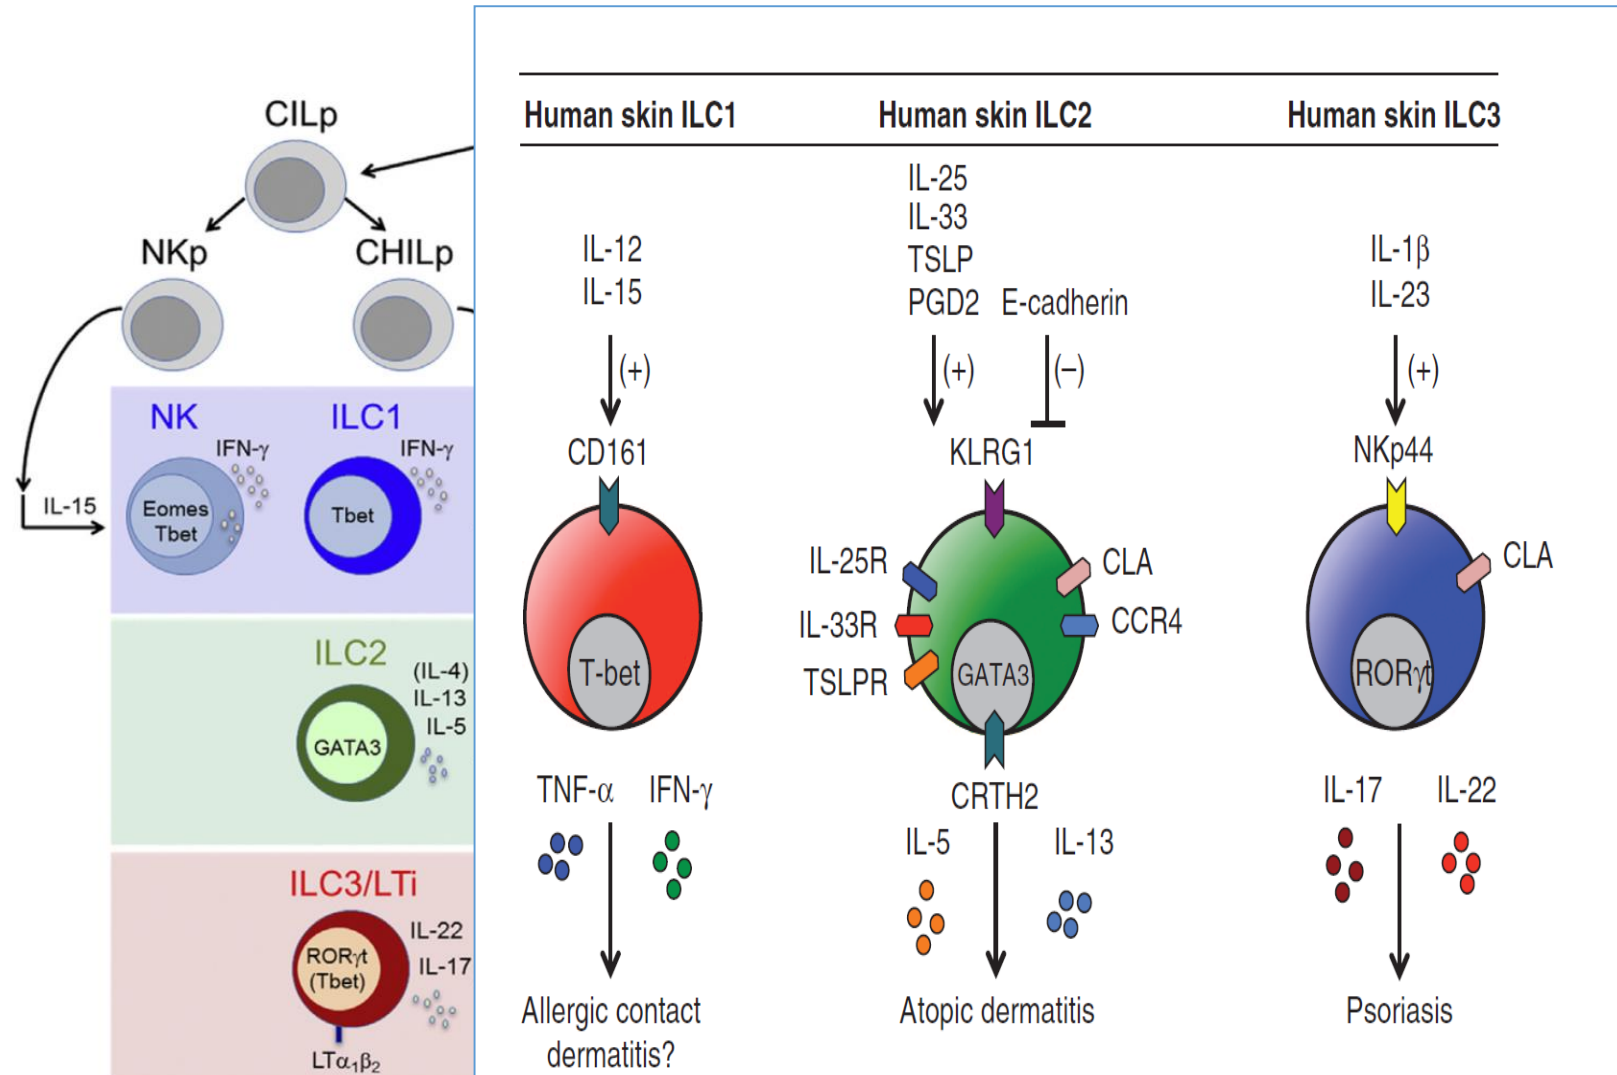 CILp
NKp
CHILp
NK
ILC1
IFN-γ
IFN-γ
IL-15
Eomes
Tbet
Tbet
ILC2
(IL-4)
IL-13
IL-5
GATA3
ILC3/LTi
IL-22
IL-17
RORγt
(Tbet)
LTα₁β₂
Human skin ILC1
IL-12
IL-15
(+)
CD161
T-bet
TNF-α IFN-γ
Allergic contact
dermatitis?
Human skin ILC2
IL-25
IL-33
TSLP
PGD2 E-cadherin
(+) (–)
KLRG1
IL-25R
IL-33R
TSLPR
CLA
CCR4
GATA3
CRTH2
IL-5 IL-13
Atopic dermatitis
Human skin ILC3
IL-1β
IL-23
(+)
NKp44
CLA
RORγt
IL-17 IL-22
Psoriasis